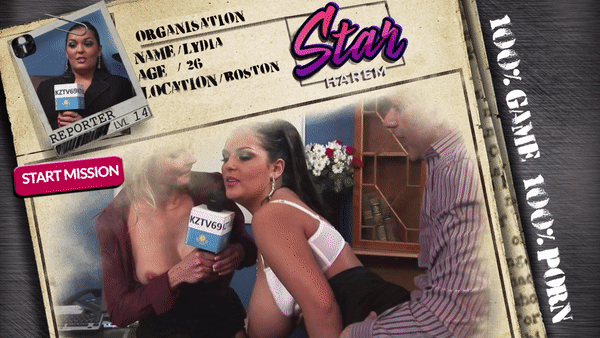 ORGANISATION
NAME/LYDIA
AGE / 26
LOCATION/BOSTON
Star
HAREM
KZTV69
REPORTER LVL 14
START MISSION
KZTV69
100% GAME 100% PORN